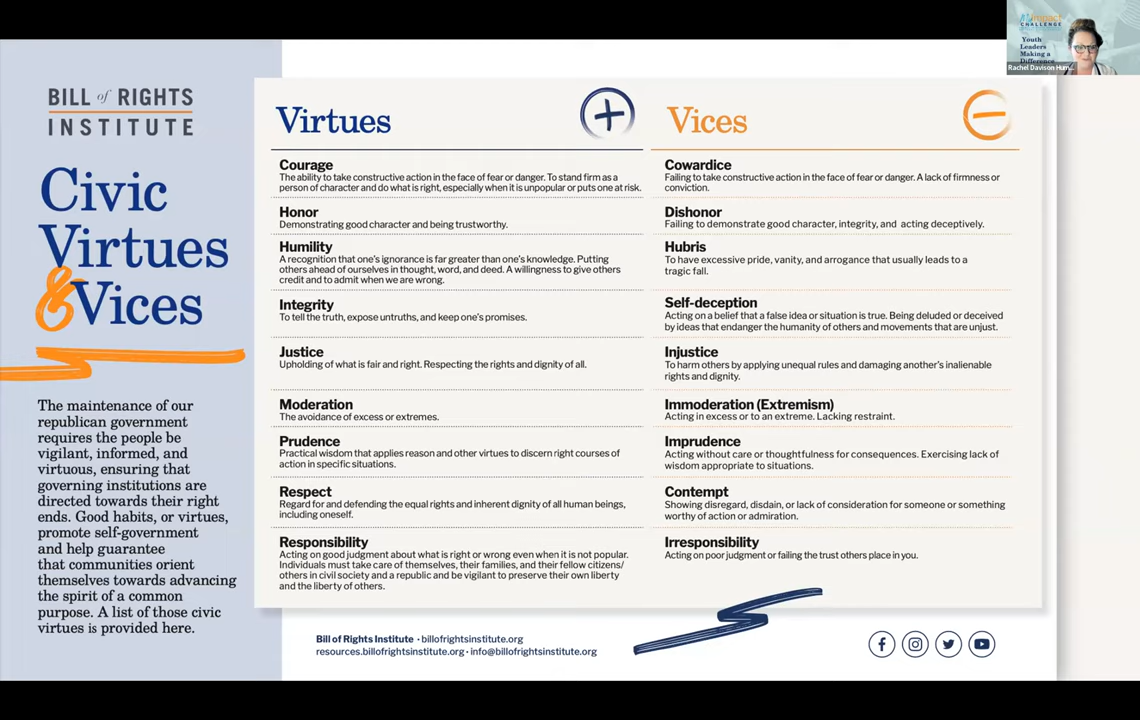 BILL of RIGHTS
INSTITUTE
Civic
Virtues
&Vices
The maintenance of our
republican government
requires the people be
vigilant, informed, and
virtuous, ensuring that
governing institutions are
directed towards their right
ends. Good habits, or virtues,
promote self-government
and help guarantee
that communities orient
themselves towards advancing
the spirit of a common
purpose. A list of those civic
virtues is provided here.
Virtues
Courage
The ability to take constructive action in the face of fear or danger. To stand firm as a
person of character and do what is right, especially when it is unpopular or puts one at risk.
Honor
Demonstrating good character and being trustworthy.
Humility
A recognition that one's ignorance is far greater than one's knowledge. Putting
others ahead of ourselves in thought, word, and deed. A willingness to give others
credit and to admit when we are wrong.
Integrity
To tell the truth, expose untruths, and keep one's promises.
Justice
Upholding of what is fair and right. Respecting the rights and dignity of all.
Moderation
The avoidance of excess or extremes.
Prudence
Practical wisdom that applies reason and other virtues to discern right courses of
action in specific situations.
Respect
Regard for and defending the equal rights and inherent dignity of all human beings,
including oneself.
Responsibility
Acting on good judgment about what is right or wrong even when it is not popular.
Individuals must take care of themselves, their families, and their fellow citizens/
others in civil society and a republic and be vigilant to preserve their own liberty
and the liberty of others.
Vices
Cowardice
Failing to take constructive action in the face of fear or danger. A lack of firmness or
conviction.
Dishonor
Failing to demonstrate good character, integrity, and acting deceptively.
Hubris
To have excessive pride, vanity, and arrogance that usually leads to a
tragic fall.
Self-deception
Acting on a belief that a false idea or situation is true. Being deluded or deceived
by ideas that endanger the humanity of others and movements that are unjust.
Injustice
To harm others by applying unequal rules and damaging another's inalienable
rights and dignity.
Immoderation (Extremism)
Acting in excess or to an extreme. Lacking restraint.
Imprudence
Acting without care or thoughtfulness for consequences. Exercising lack of
wisdom appropriate to situations.
Contempt
Showing disregard, disdain, or lack of consideration for someone or something
worthy of action or admiration.
Irresponsibility
Acting on poor judgment or failing the trust others place in you.
Bill of Rights Institute · billofrightsinstitute.org
resources.billofrightsinstitute.org · info@billofrightsinstitute.org
Impact
CHALLENGE
Youth
Leaders
Making a
Difference
Rachel Davison Hum...